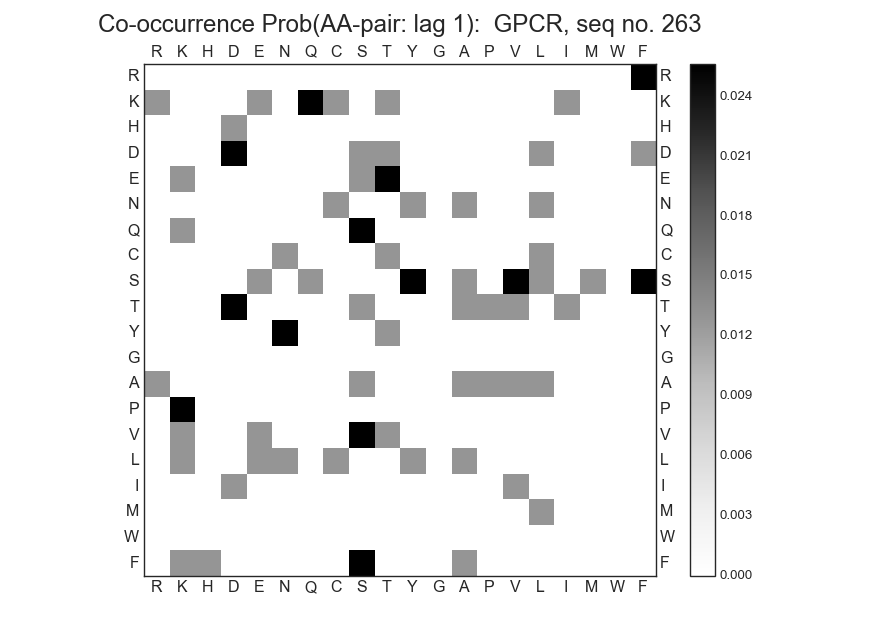 Co-occurrence Prob(AA-pair: lag 1):  GPCR, seq no. 263
R K H D E N Q C S T Y G A P V L I M W F
R R
K K
0.024
H H
D D
0.021
E E
N N
0.018
Q Q
C C
0.015
S S
T T
0.012
Y Y
G G
0.009
A A
P P
0.006
V V
L L
I I
0.003
M M
W W
F F
0.000
R K H D E N Q C S T Y G A P V L I M W F